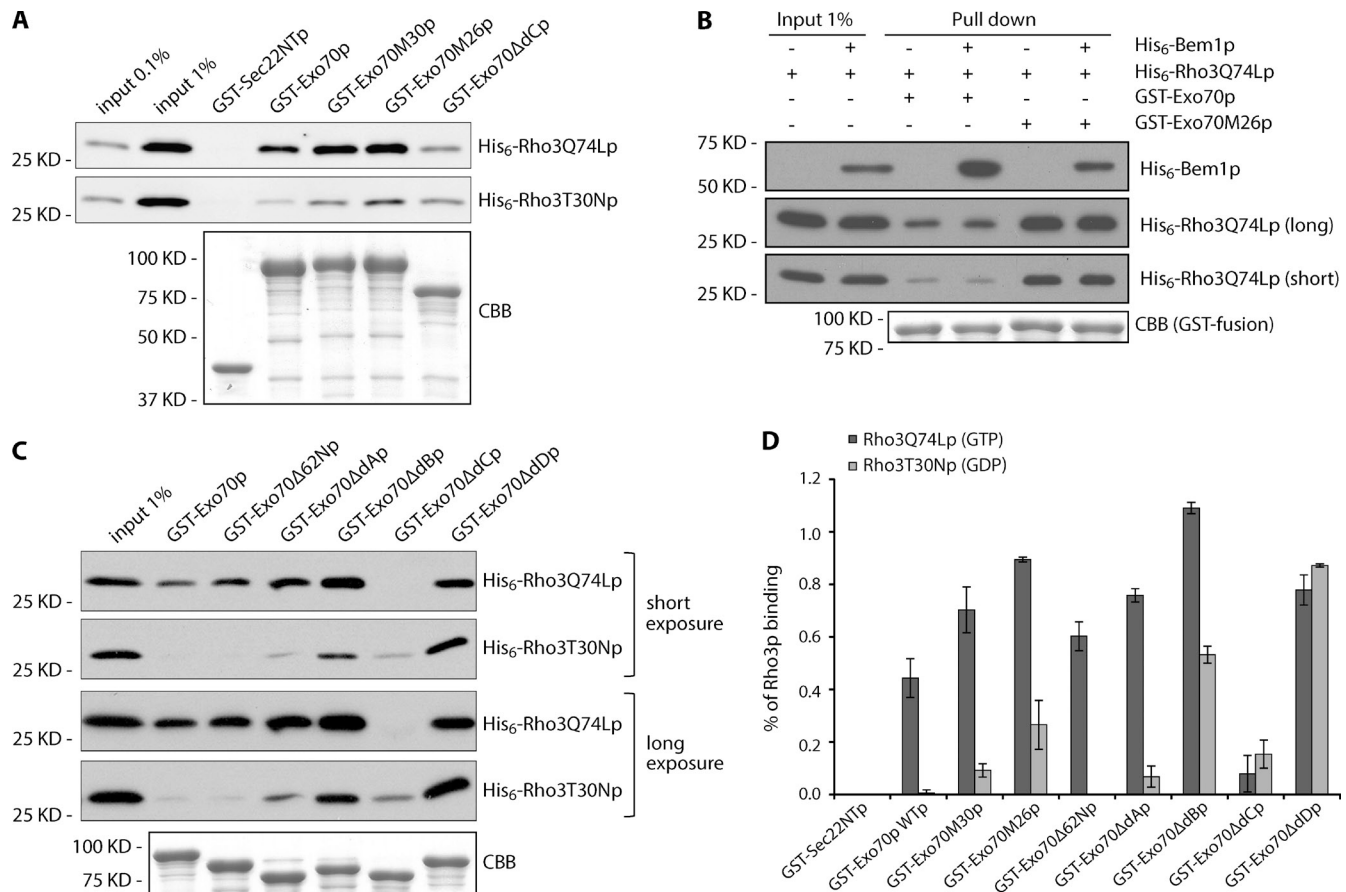 A
input 0.1%
input 1%
GST-Sec22NTp
GST-Exo70p
GST-Exo70M30p
GST-Exo70M26p
GST-Exo70ΔdCp
25 KD -
His6-Rho3Q74Lp
25 KD -
His6-Rho3T30Np
100 KD -
75 KD -
50 KD -
37 KD -
CBB
B
Input 1% Pull down
- + - + - + His6-Bem1p
+ + + + + + His6-Rho3Q74Lp
- - + + - - GST-Exo70p
- - - - + + GST-Exo70M26p
75 KD -
His6-Bem1p
50 KD -
His6-Rho3Q74Lp (long)
25 KD -
His6-Rho3Q74Lp (short)
25 KD -
100 KD -
CBB (GST-fusion)
75 KD -
C
input 1%
GST-Exo70p
GST-Exo70Δ62Np
GST-Exo70ΔdAp
GST-Exo70ΔdBp
GST-Exo70ΔdCp
GST-Exo70ΔdDp
His6-Rho3Q74Lp
25 KD -
short
exposure
His6-Rho3T30Np
25 KD -
His6-Rho3Q74Lp
25 KD -
long
exposure
His6-Rho3T30Np
25 KD -
100 KD -
CBB
75 KD -
D
Rho3Q74Lp (GTP)
Rho3T30Np (GDP)
% of Rho3p binding
1.2
1.0
0.8
0.6
0.4
0.2
0.0
GST-Sec22NTp
GST-Exo70p WTp
GST-Exo70M30p
GST-Exo70M26p
GST-Exo70Δ62Np
GST-Exo70ΔdAp
GST-Exo70ΔdBp
GST-Exo70ΔdCp
GST-Exo70ΔdDp